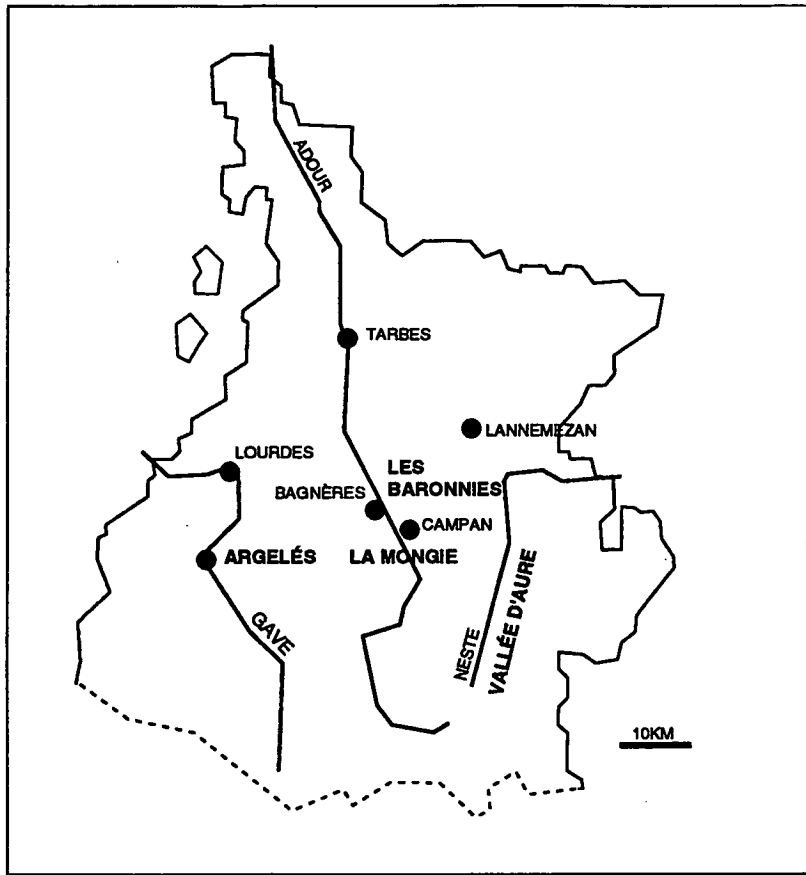 ADOUR
TARBES
LANNEMEZAN
LOURDES
LES
BARONNIES
BAGNÈRES
CAMPAN
ARGELÉS
LA MONGIE
GAVE
NESTE
VALLÉE D'AURE
10KM